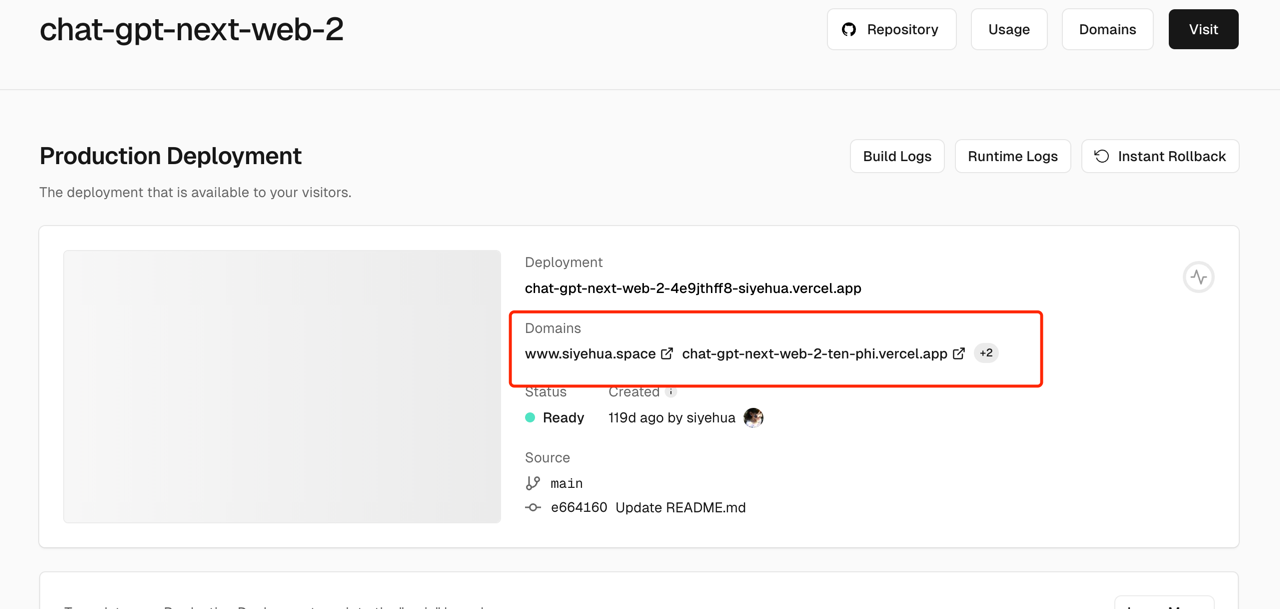 chat-gpt-next-web-2
Repository
Usage
Domains
Visit
Production Deployment
Build Logs
Runtime Logs
Instant Rollback
The deployment that is available to your visitors.
Deployment
chat-gpt-next-web-2-4e9jthff8-siyehua.vercel.app
Domains
www.siyehua.space chat-gpt-next-web-2-ten-phi.vercel.app +2
Status Created
Ready 119d ago by siyehua
Source
main
e664160 Update README.md